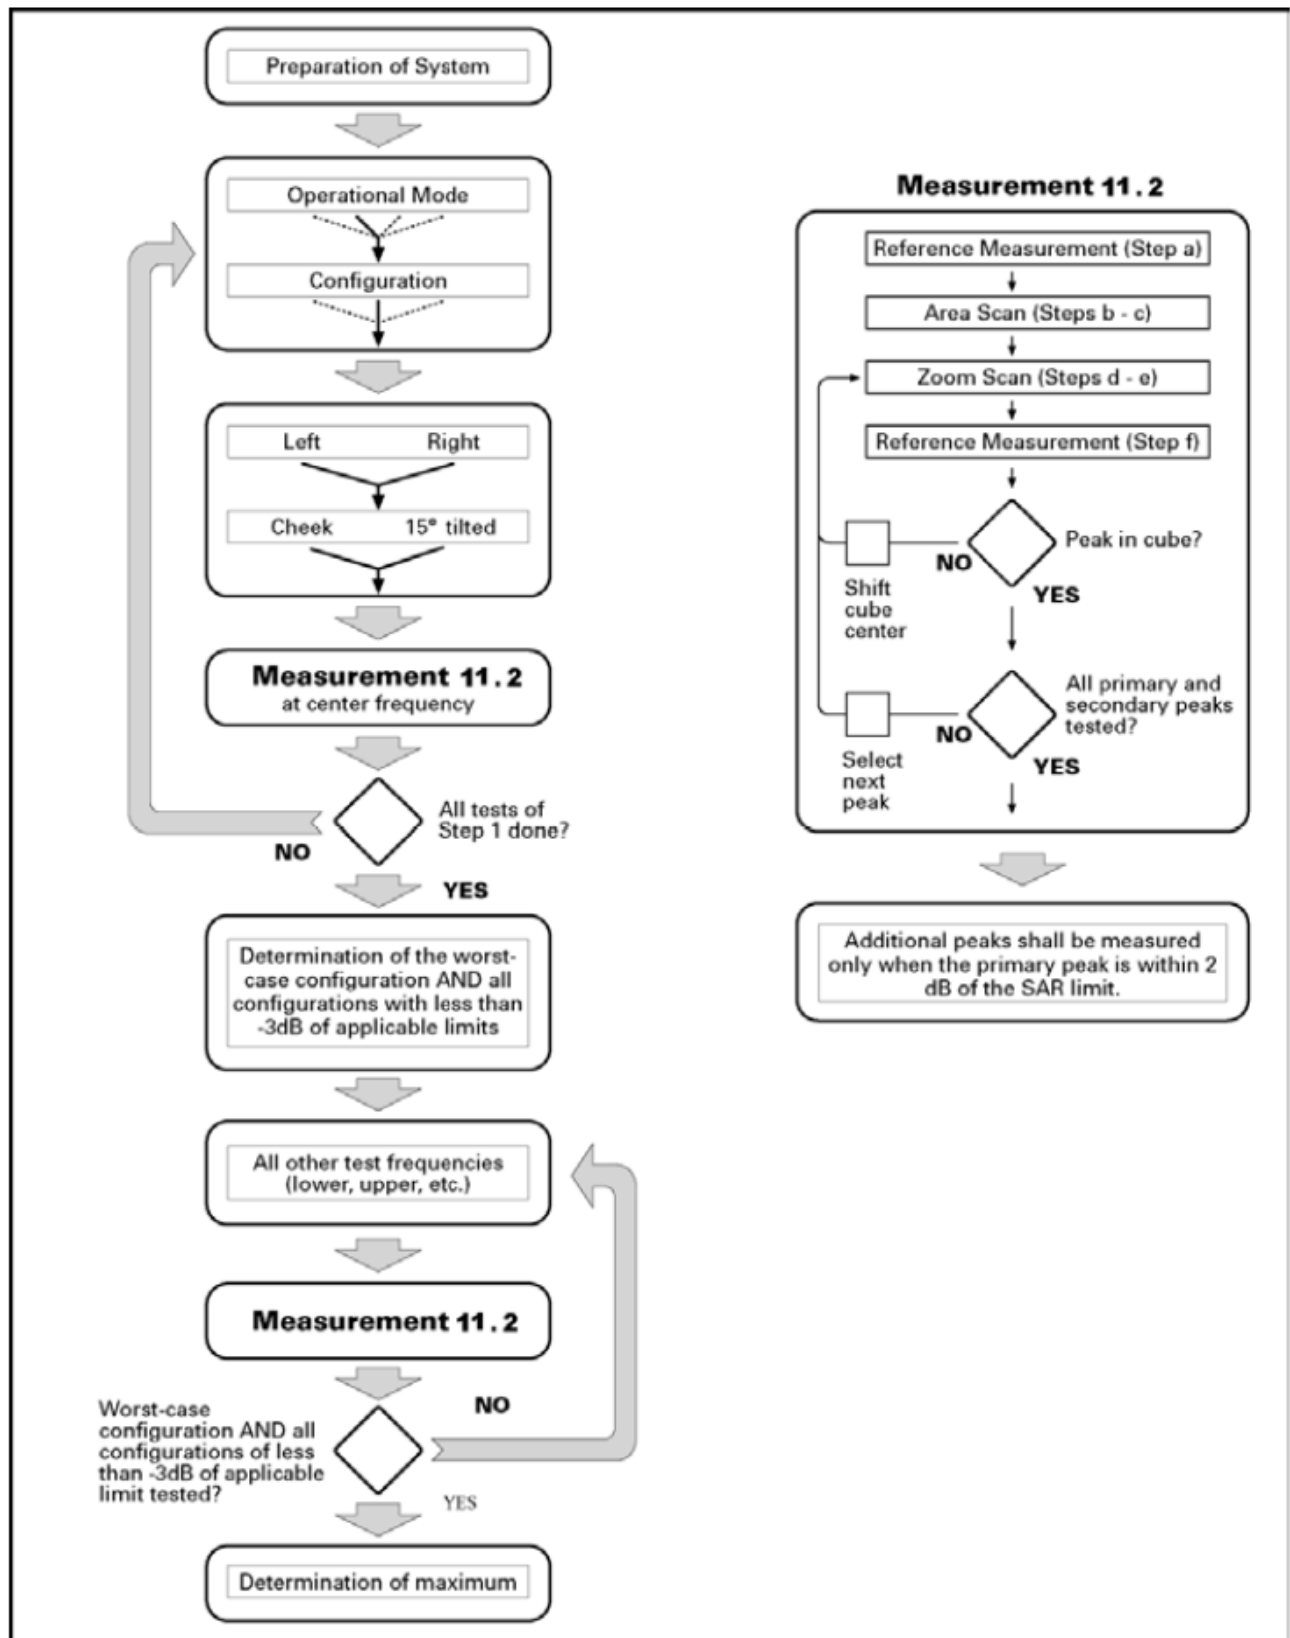 Preparation of System
Operational Mode
Configuration
Left Right
Cheek 15° tilted
Measurement 11.2
at center frequency
All tests of
Step 1 done?
NO
YES
Determination of the worst-
case configuration AND all
configurations with less than
-3dB of applicable limits
All other test frequencies
(lower, upper, etc.)
Measurement 11.2
NO
Worst-case
configuration AND all
configurations of less
than -3dB of applicable
limit tested?
YES
Determination of maximum
Measurement 11.2
Reference Measurement (Step a)
Area Scan (Steps b - c)
Zoom Scan (Steps d - e)
Reference Measurement (Step f)
Peak in cube?
NO
Shift
cube
center
YES
All primary and
secondary peaks
tested?
NO
Select
next
peak
YES
Additional peaks shall be measured
only when the primary peak is within 2
dB of the SAR limit.